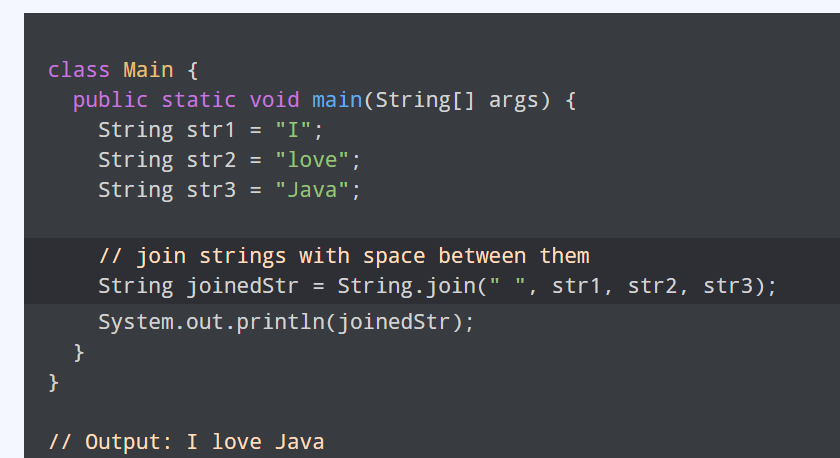 class Main {
  public static void main(String[] args) {
    String str1 = "I";
    String str2 = "love";
    String str3 = "Java";
    // join strings with space between them
    String joinedStr = String.join(" ", str1, str2, str3);
    System.out.println(joinedStr);
  }
}
// Output: I love Java